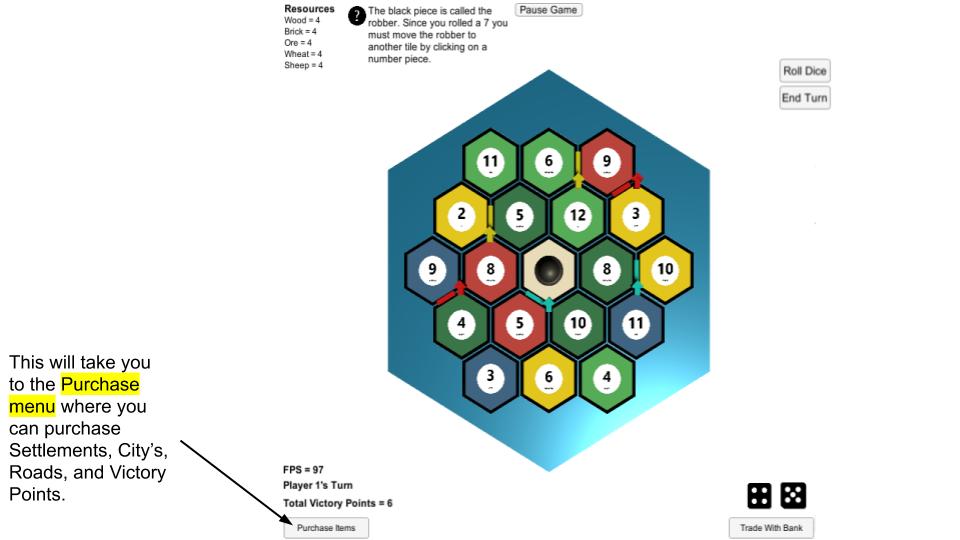 Resources
Wood = 4
Brick = 4
Ore = 4
Wheat = 4
Sheep = 4
?
The black piece is called the
robber. Since you rolled a 7 you
must move the robber to
another tile by clicking on a
number piece.
Pause Game
Roll Dice
End Turn
11 6 9
2 5 12 3
9 8 8 10
4 5 10 11
3 6 4
This will take you
to the Purchase
menu where you
can purchase
Settlements, City's,
Roads, and Victory
Points.
FPS = 97
Player 1's Turn
Total Victory Points = 6
Purchase Items
Trade With Bank